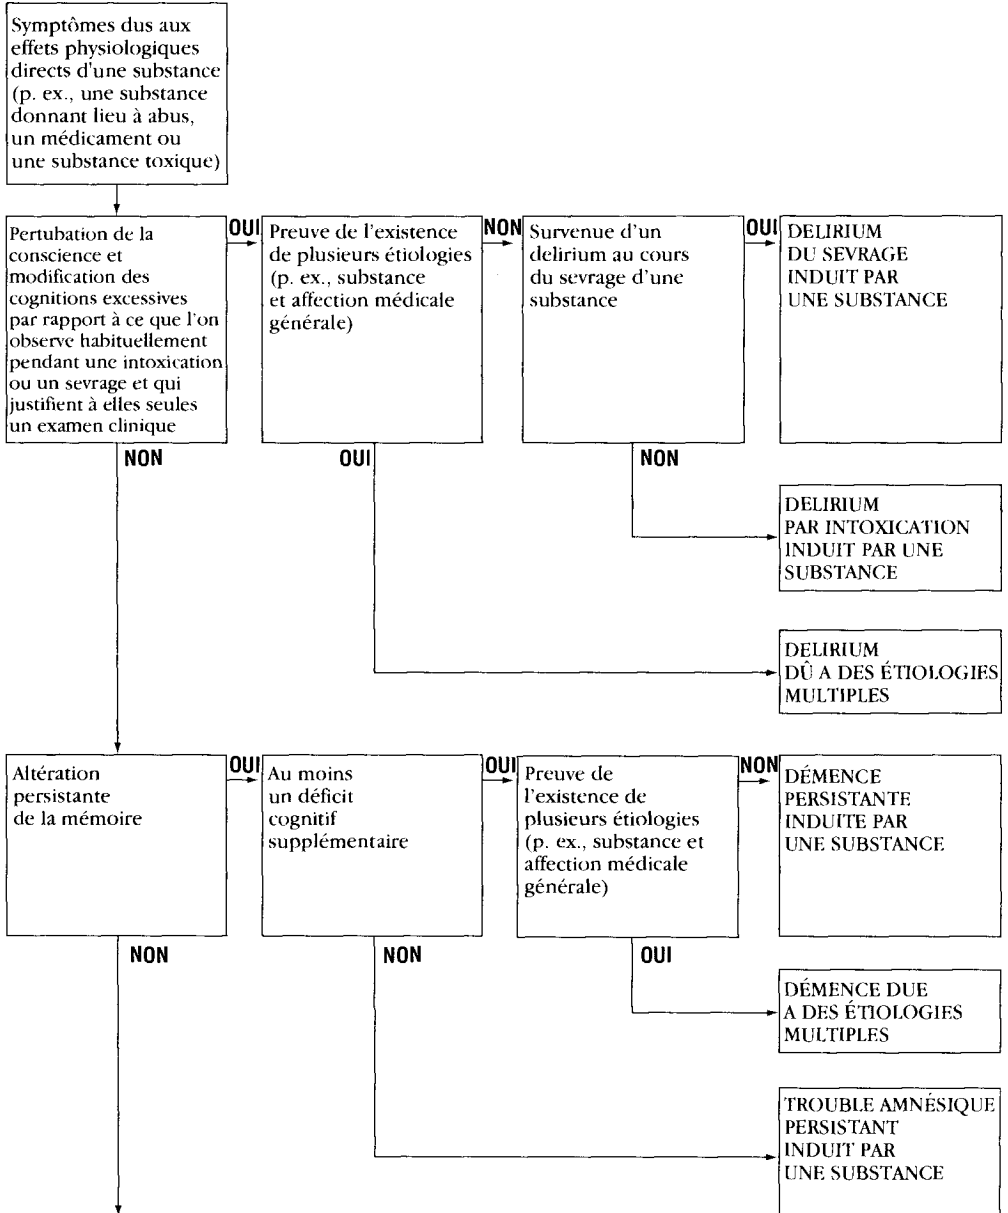 Symptômes dus aux
effets physiologiques
directs d'une substance
(p. ex., une substance
donnant lieu à abus,
un médicament ou
une substance toxique)
Pertubation de la
conscience et
modification des
cognitions excessives
par rapport à ce que l'on
observe habituellement
pendant une intoxication
ou un sevrage et qui
justifient à elles seules
un examen clinique
OUI
Preuve de l'existence
de plusieurs étiologies
(p. ex., substance
et affection médicale
générale)
NON
Survenue d'un
delirium au cours
du sevrage d'une
substance
OUI
DELIRIUM
DU SEVRAGE
INDUIT PAR
UNE SUBSTANCE
NON
OUI
NON
DELIRIUM
PAR INTOXICATION
INDUIT PAR UNE
SUBSTANCE
DELIRIUM
DÛ A DES ÉTIOLOGIES
MULTIPLES
Altération
persistante
de la mémoire
OUI
Au moins
un déficit
cognitif
supplémentaire
OUI
Preuve de
l'existence de
plusieurs étiologies
(p. ex., substance et
affection médicale
générale)
NON
DÉMENCE
PERSISTANTE
INDUITE PAR
UNE SUBSTANCE
NON
NON
OUI
DÉMENCE DUE
A DES ÉTIOLOGIES
MULTIPLES
TROUBLE AMNÉSIQUE
PERSISTANT
INDUIT PAR
UNE SUBSTANCE